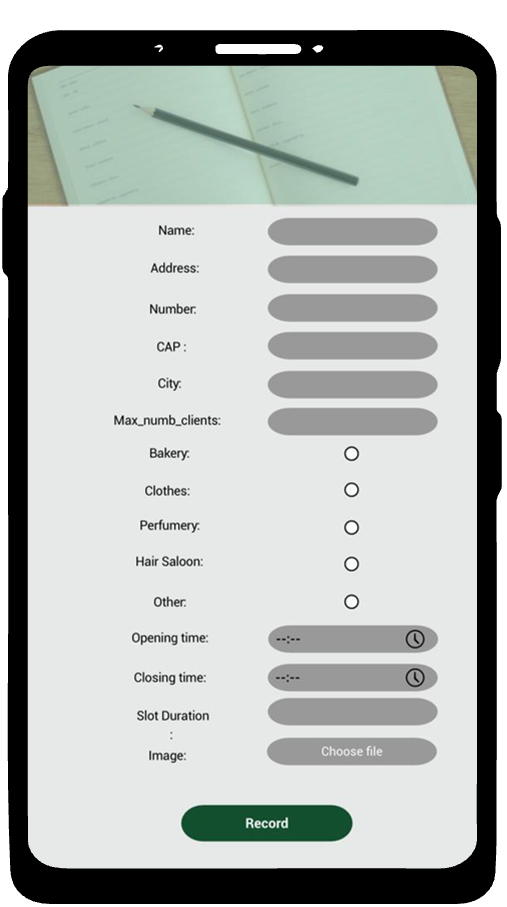 Name:
Address:
Number:
CAP :
City:
Max_numb_clients:
Bakery:
Clothes:
Perfumery:
Hair Saloon:
Other:
Opening time: --:--
Closing time: --:--
Slot Duration
:
Image: Choose file
Record